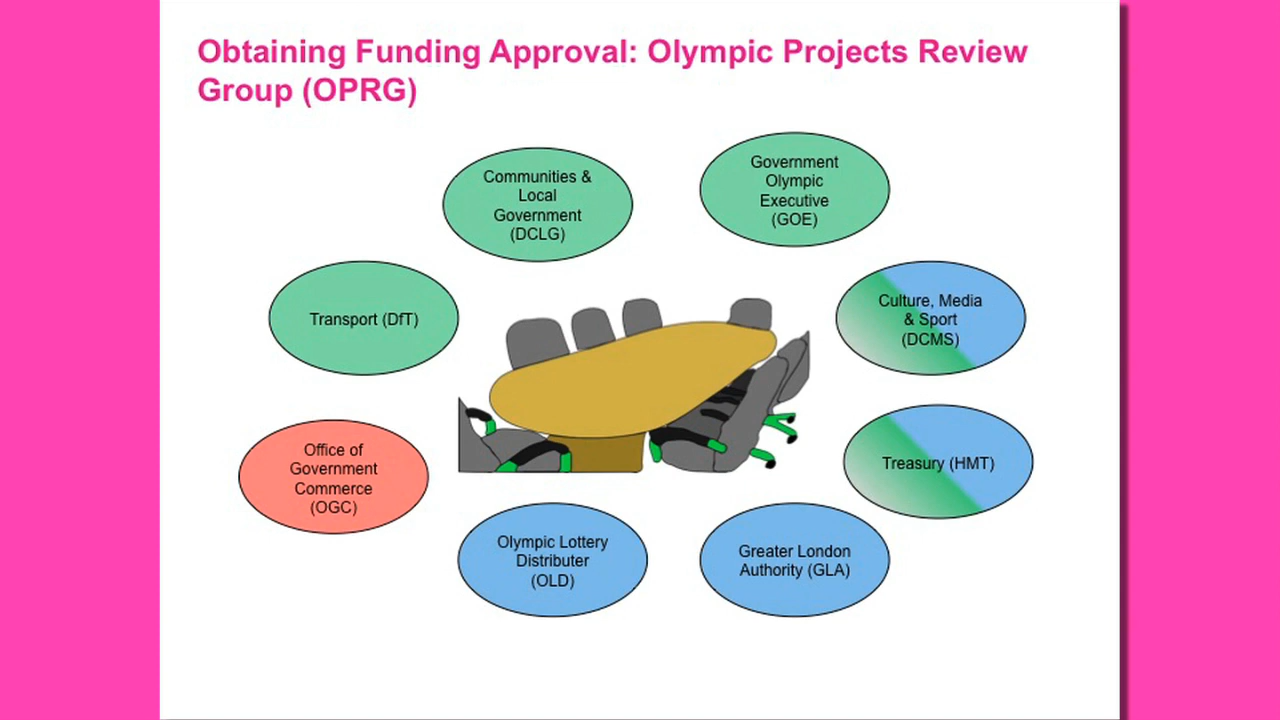 Obtaining Funding Approval: Olympic Projects Review
Group (OPRG)
Communities &
Local
Government
(DCLG)
Government
Olympic
Executive
(GOE)
Transport (DfT)
Culture, Media
& Sport
(DCMS)
Office of
Government
Commerce
(OGC)
Treasury (HMT)
Olympic Lottery
Distributer
(OLD)
Greater London
Authority (GLA)